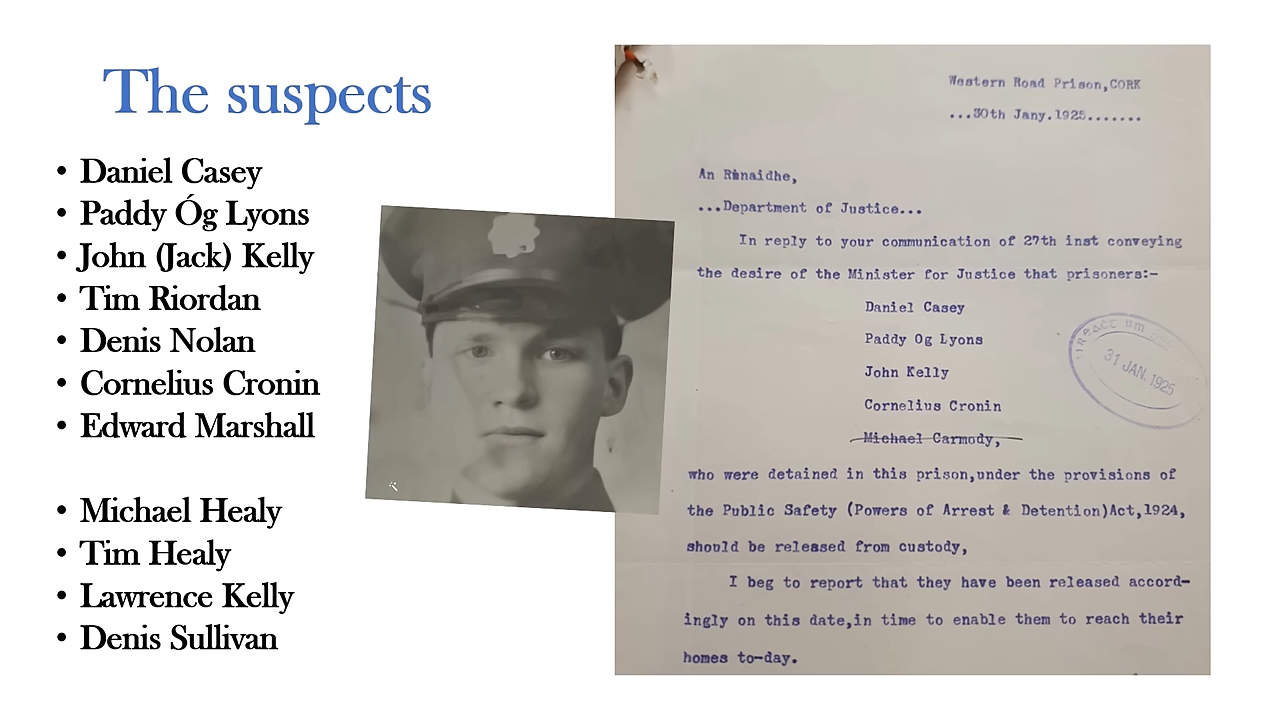 The suspects
• Daniel Casey
• Paddy Óg Lyons
• John (Jack) Kelly
• Tim Riordan
• Denis Nolan
• Cornelius Cronin
• Edward Marshall
• Michael Healy
• Tim Healy
• Lawrence Kelly
• Denis Sullivan
Western Road Prison,CORK
...30th Jany.1925.......
An Rùnaidhe,
...Department of Justice...
In reply to your communication of 27th inst conveying
the desire of the Minister for Justice that prisoners:-
Daniel Casey
Paddy Og Lyons
John Kelly
Cornelius Cronin
Michael Carmody,
31 JAN. 1925
who were detained in this prison,under the provisions of
the Public Safety (Powers of Arrest & Detention)Act,1924,
should be released from custody,
I beg to report that they have been released accord-
ingly on this date,in time to enable them to reach their
homes to-day.